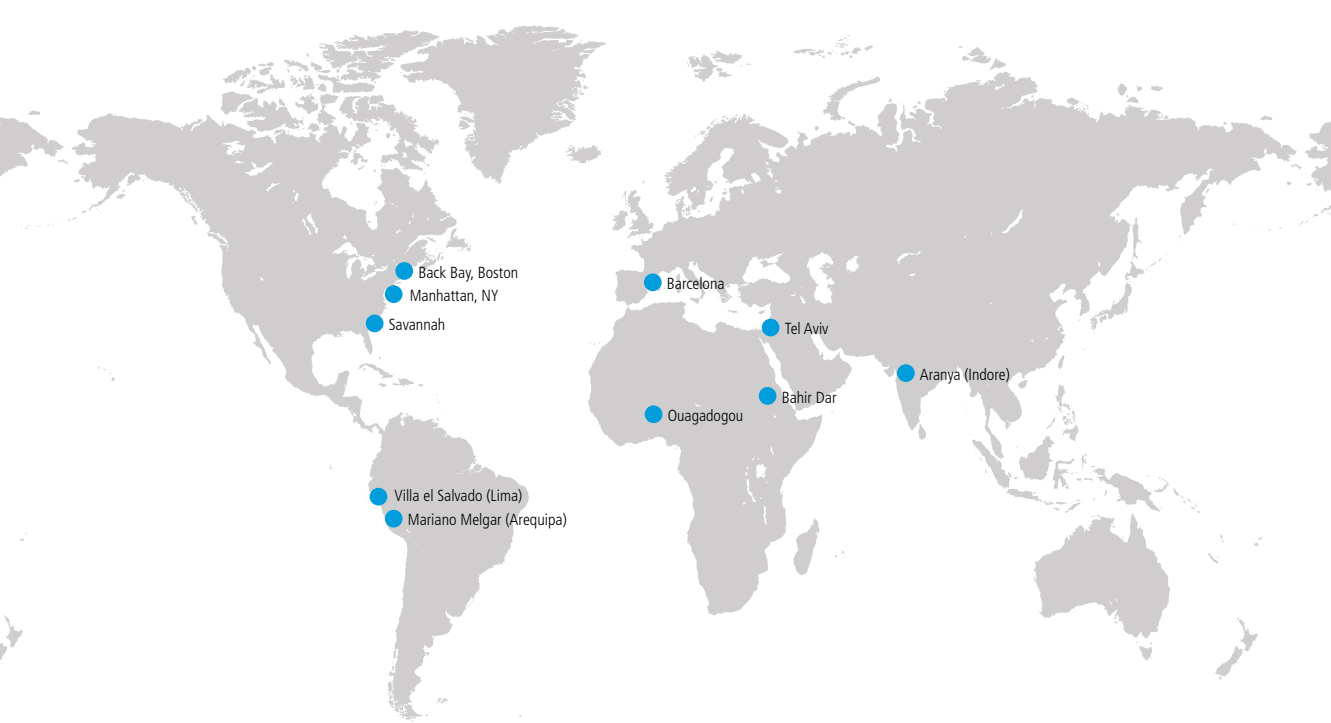 Back Bay, Boston
Manhattan, NY
Savannah
Barcelona
Tel Aviv
Aranya (Indore)
Bahir Dar
Ouagadogou
Villa el Salvado (Lima)
Mariano Melgar (Arequipa)